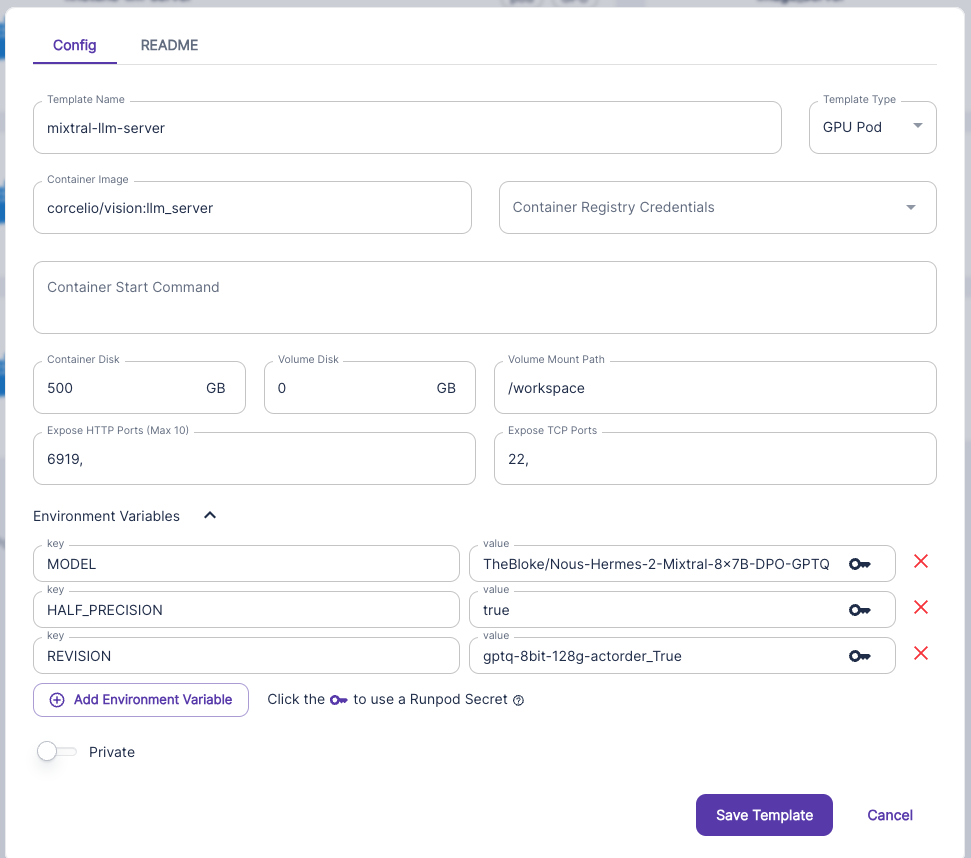 Config README
Template Name
mixtral-llm-server
Template Type
GPU Pod
Container Image
corcelio/vision:llm_server
Container Registry Credentials
Container Start Command
Container Disk
500 GB
Volume Disk
0 GB
Volume Mount Path
/workspace
Expose HTTP Ports (Max 10)
6919,
Expose TCP Ports
22,
Environment Variables
key
MODEL
value
TheBloke/Nous-Hermes-2-Mixtral-8x7B-DPO-GPTQ
key
HALF_PRECISION
value
true
key
REVISION
value
gptq-8bit-128g-actorder_True
Add Environment Variable
Click the to use a Runpod Secret
Private
Save Template Cancel